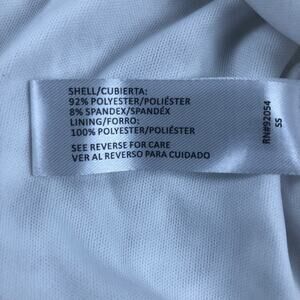 SHELL/CUBIERTA:
92% POLYESTER/POLIÉSTER
8% SPANDEX/SPANDÉX
LINING/FORRO:
100% POLYESTER/POLIÉSTER
SEE REVERSE FOR CARE
VER AL REVERSO PARA CUIDADO
RN#92054
SS